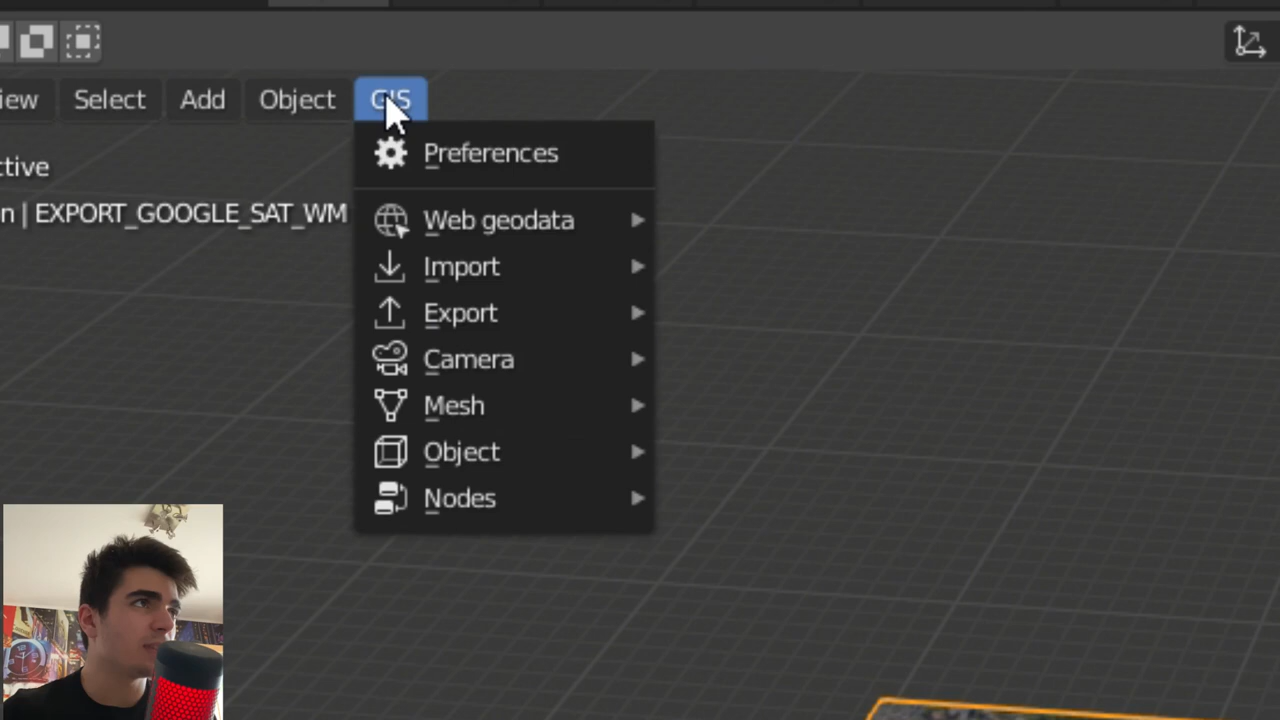 iew Select Add Object GIS
Preferences
ctive
n | EXPORT_GOOGLE_SAT_WM
Web geodata
Import
Export
Camera
Mesh
Object
Nodes